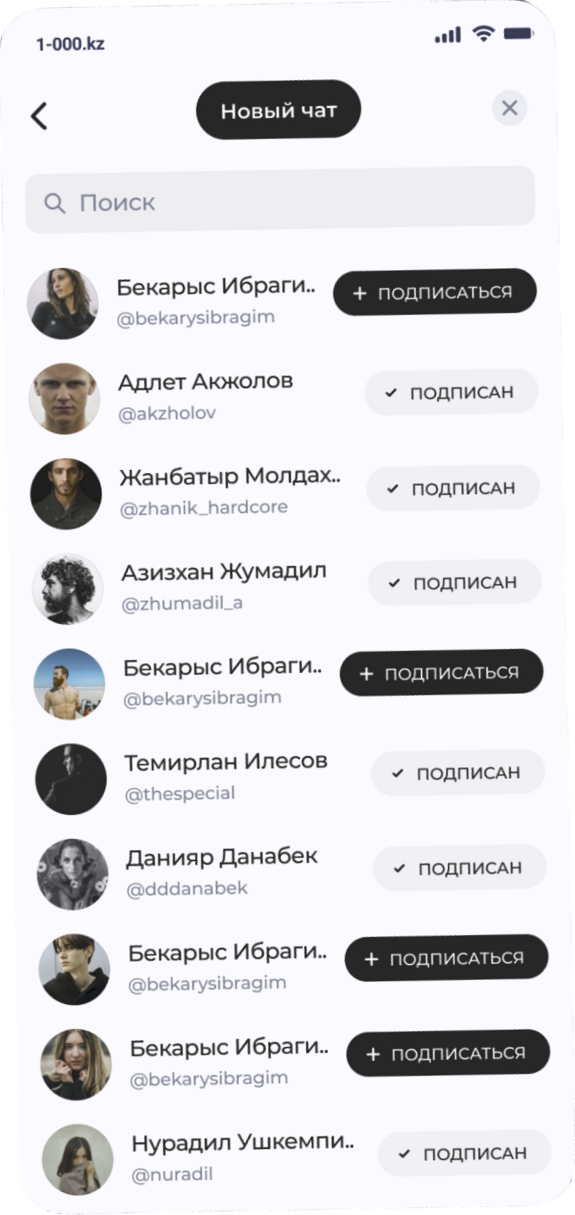 1-000.kz
Новый чат
Поиск
Бекарыс Ибраги..
@bekarysibragim
ПОДПИСАТЬСЯ
Адлет Акжолов
@akzholov
ПОДПИСАН
Жанбатыр Молдах..
@zhanik_hardcore
ПОДПИСАН
Азизхан Жумадил
@zhumadil_a
ПОДПИСАН
Бекарыс Ибраги..
@bekarysibragim
ПОДПИСАТЬСЯ
Темирлан Илесов
@thespecial
ПОДПИСАН
Данияр Данабек
@dddanabek
ПОДПИСАН
Бекарыс Ибраги..
@bekarysibragim
ПОДПИСАТЬСЯ
Бекарыс Ибраги..
@bekarysibragim
ПОДПИСАТЬСЯ
Нурадил Ушкемпи..
@nuradil
ПОДПИСАН